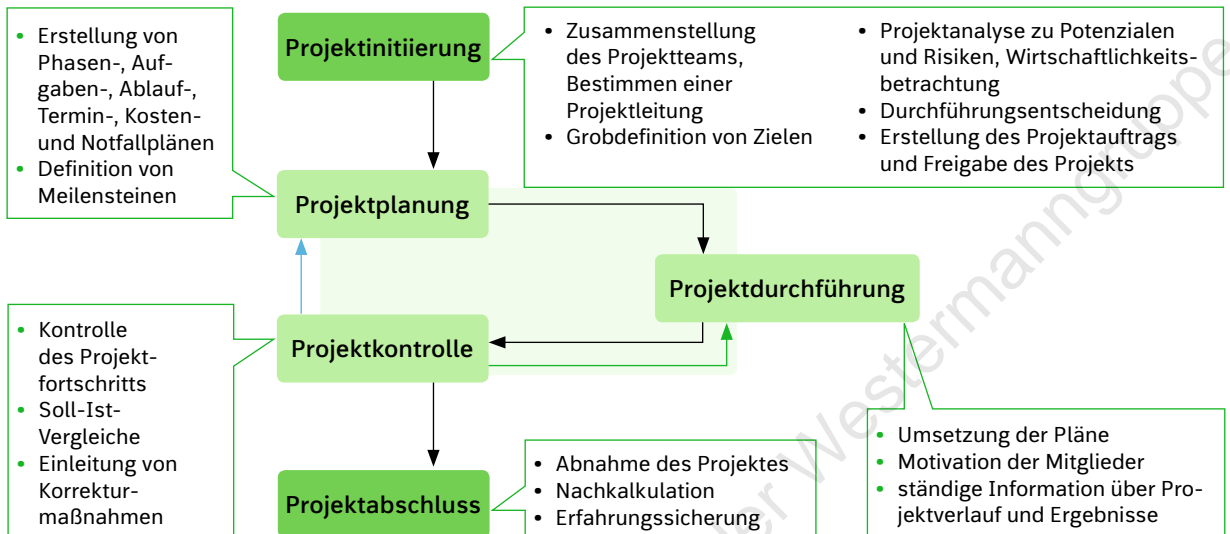 Projektinitiierung
• Zusammenstellung
des Projektteams,
Bestimmen einer
Projektleitung
• Grobdefinition von Zielen
• Projektanalyse zu Potenzialen
und Risiken, Wirtschaftlichkeits-
betrachtung
• Durchführungsentscheidung
• Erstellung des Projektauftrags
und Freigabe des Projekts
• Erstellung von
Phasen-, Auf-
gaben-, Ablauf-,
Termin-, Kosten-
und Notfallplänen
• Definition von
Meilensteinen
Projektplanung
Projektdurchführung
• Umsetzung der Pläne
• Motivation der Mitglieder
• ständige Information über Pro-
jektverlauf und Ergebnisse
• Kontrolle
des Projekt-
fortschritts
• Soll-Ist-
Vergleiche
• Einleitung von
Korrektur-
maßnahmen
Projektkontrolle
Projektabschluss
• Abnahme des Projektes
• Nachkalkulation
• Erfahrungssicherung
der Westermanngruppe